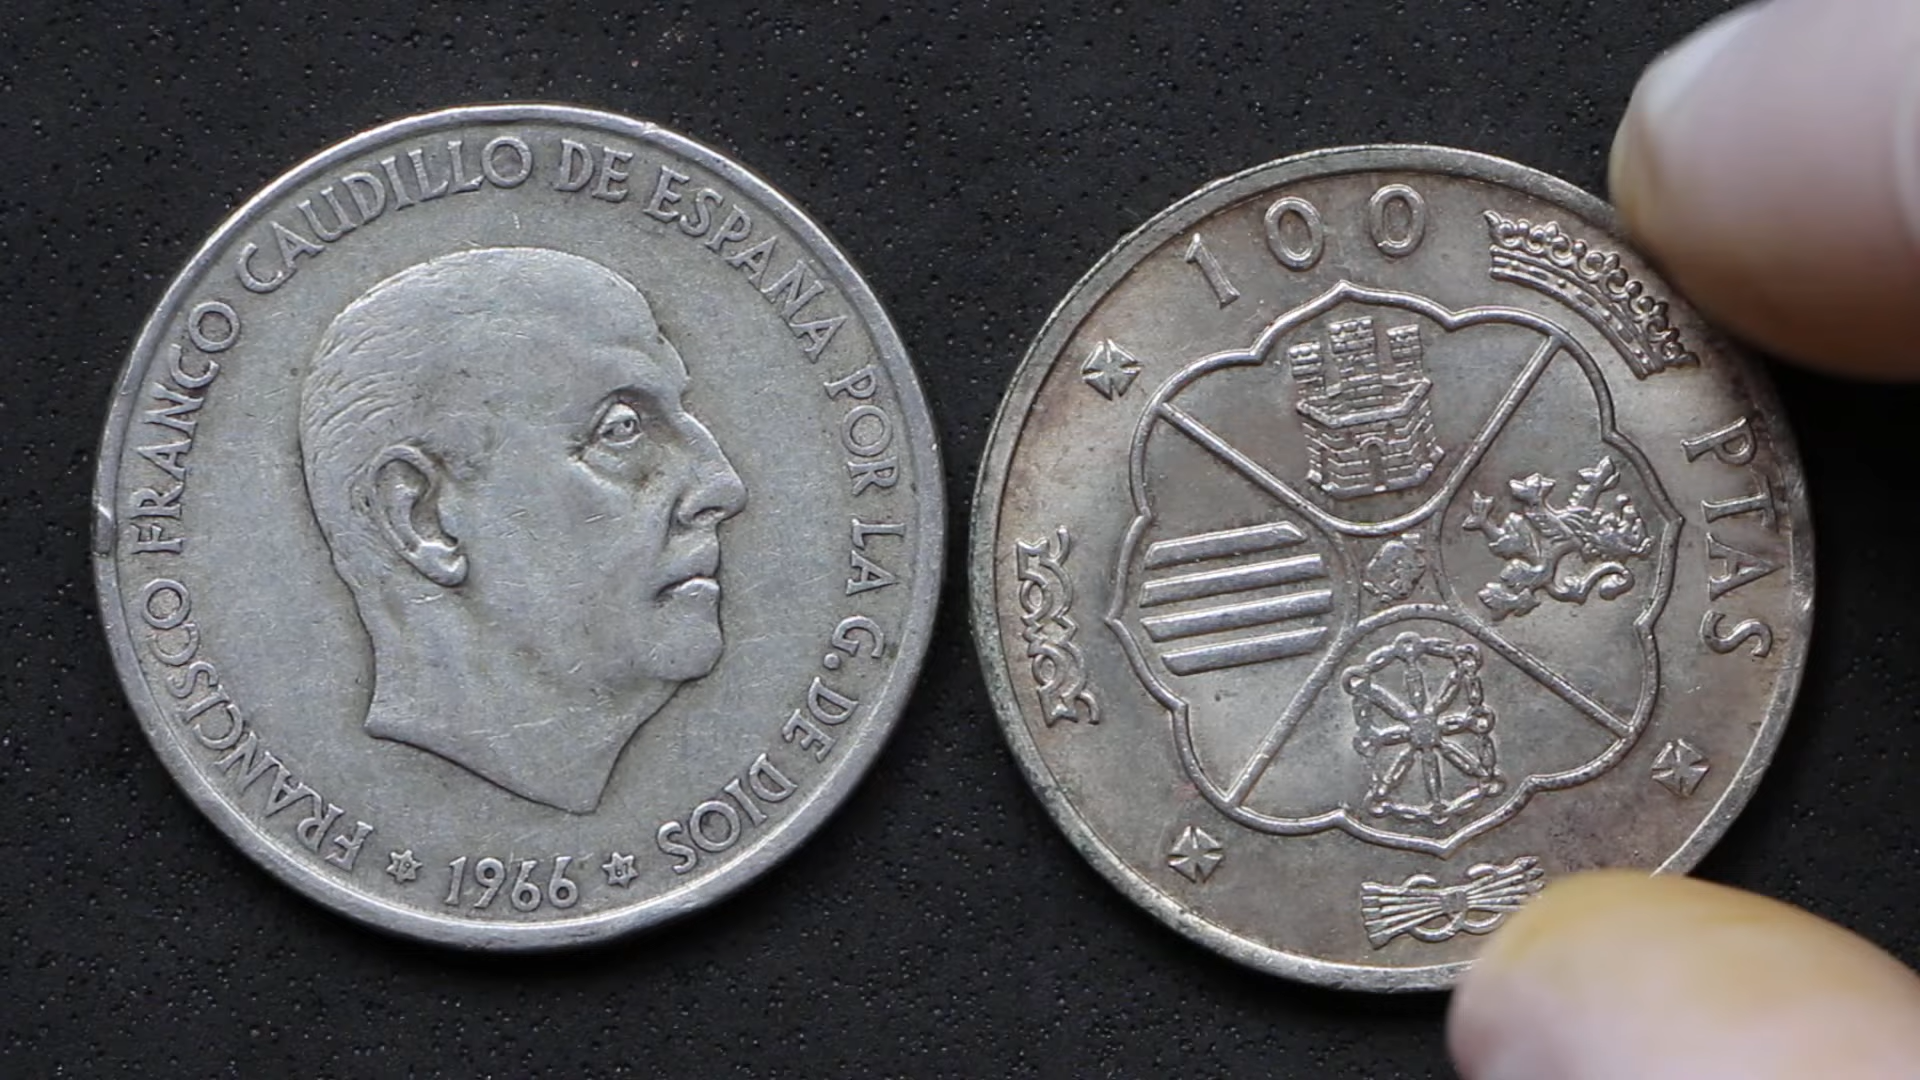 FRANCISCO FRANCO CAUDILLO DE ESPAÑA POR LA G. DE DIOS
1966
100 PTAS